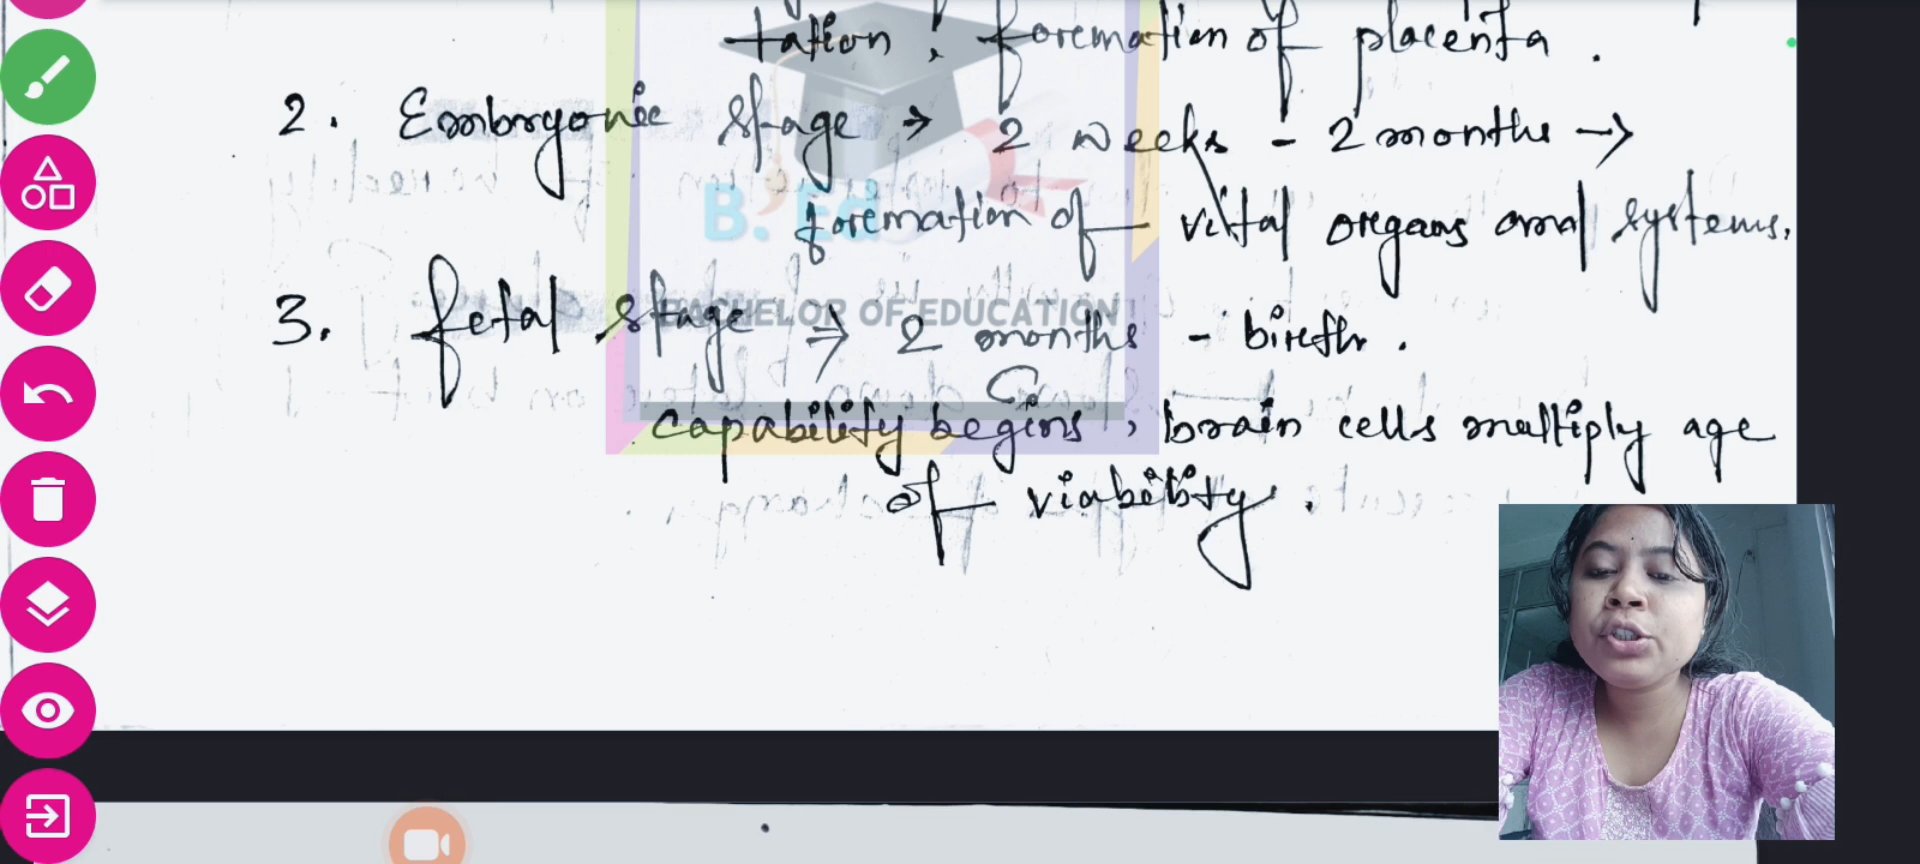 tation, formation of placenta.
2. Embryonic stage → 2 weeks - 2 months →
formation of vital organs and systems.
B.Ed
3. fetal stage ⇒ 2 months - birth.
BACHELOR OF EDUCATION
capability begins, brain cells multiply age
of viability.